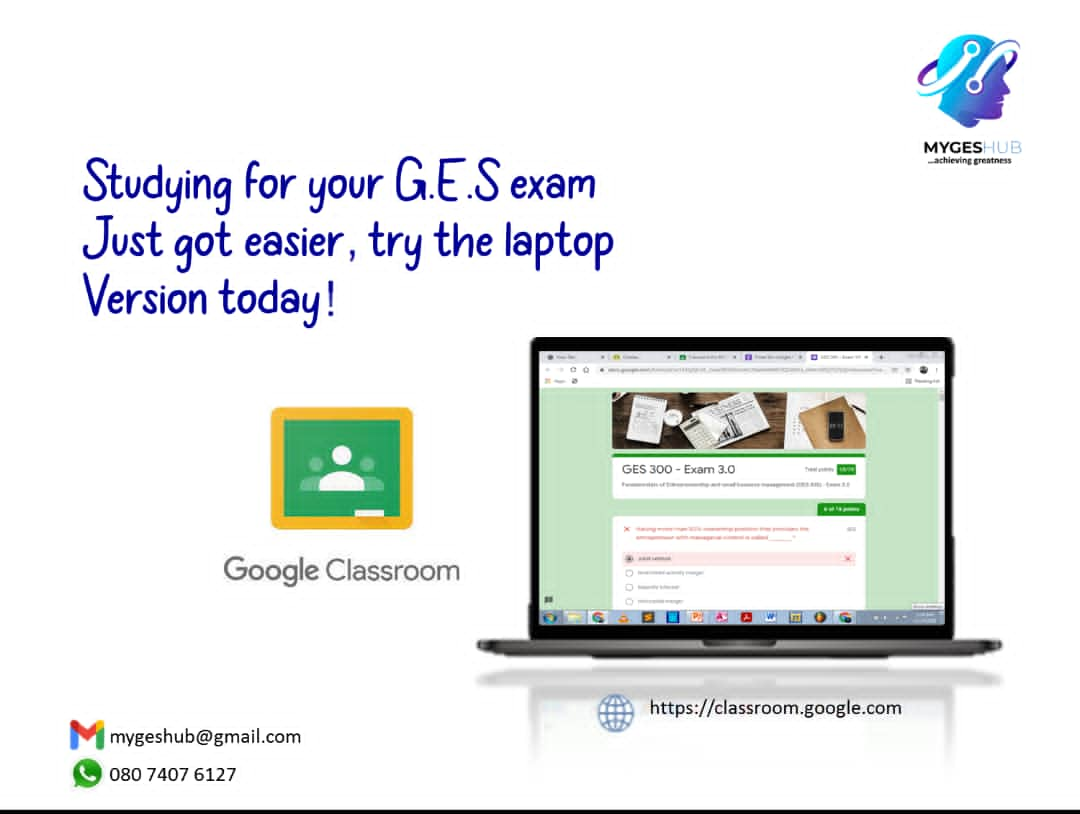 MYGESHUB
...achieving greatness
Studying for your G.E.S exam
Just got easier, try the laptop
Version today!
GES 300 - Exam 3.0
Total points
Fundamentals of Entrepreneurship and small business management (GES 300) - Exam 3.0
Having more than 50% ownership position that provides the
entrepreneur with managerial control is called
Joint venture
Google Classroom
https://classroom.google.com
mygeshub@gmail.com
080 7407 6127